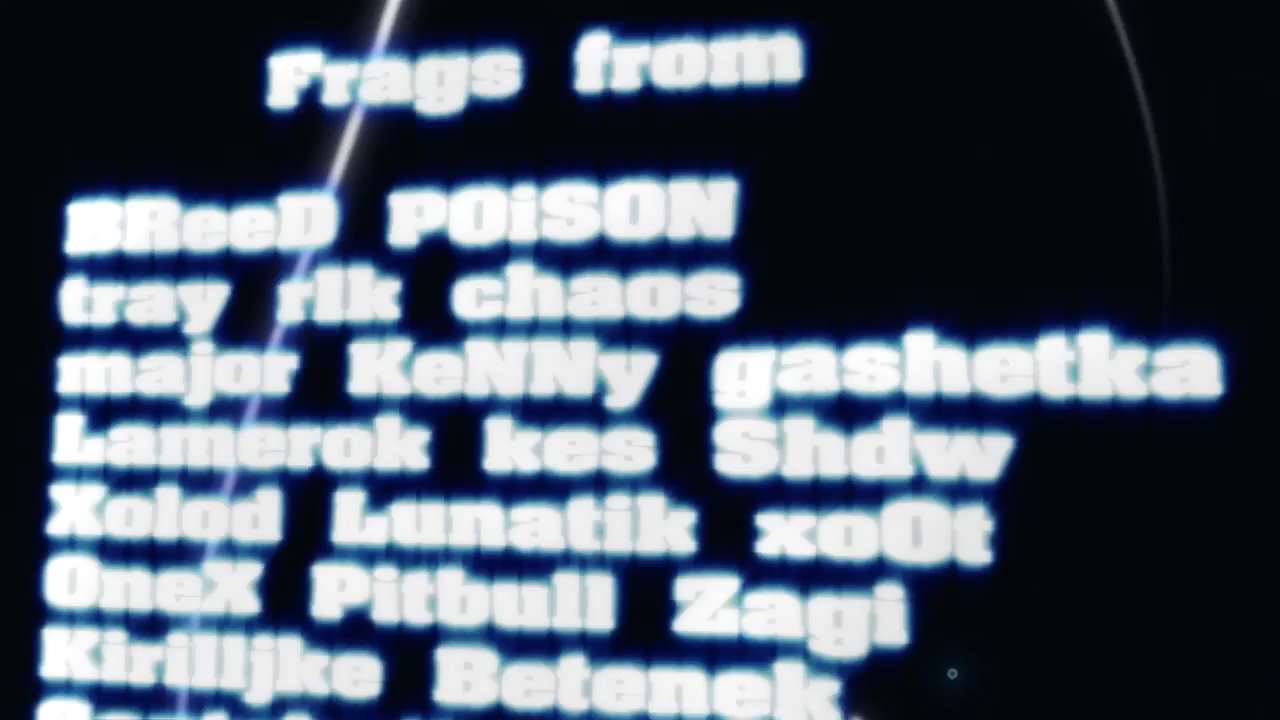 Frags from
BReeD POiSON
tray rlk chaos
major KeNNy gashetka
Lamerok kes Shdw
Xolod Lunatik xoOt
OneX Pitbull Zagi
Kirilljke Betenek